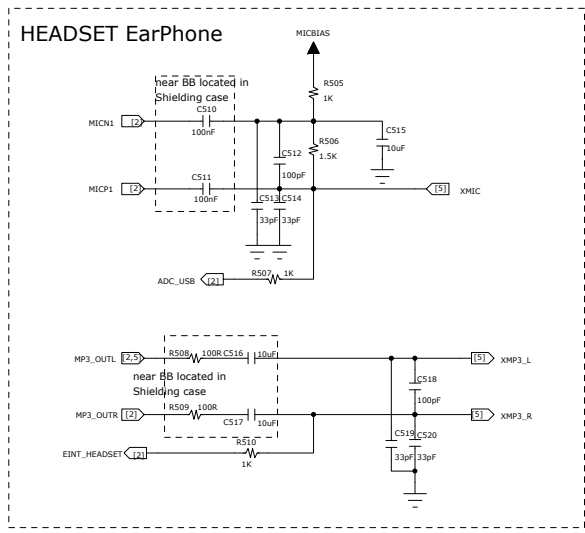 HEADSET EarPhone
MICBIAS
R505
1K
near BB located in
Shielding case
C510
100nF
MICN1
[2]
C515
10uF
R506
1.5K
C512
100pF
MICP1
[2]
C511
100nF
[5]
XMIC
C513
C514
33pF
33pF
ADC_USB
[2]
R507
1K
MP3_OUTL
[2,5]
R508
100R
C516
10uF
[5]
XMP3_L
near BB located in
Shielding case
C518
100pF
MP3_OUTR
[2]
R509
100R
C517
10uF
[5]
XMP3_R
EINT_HEADSET
[2]
R510
1K
C519
C520
33pF
33pF